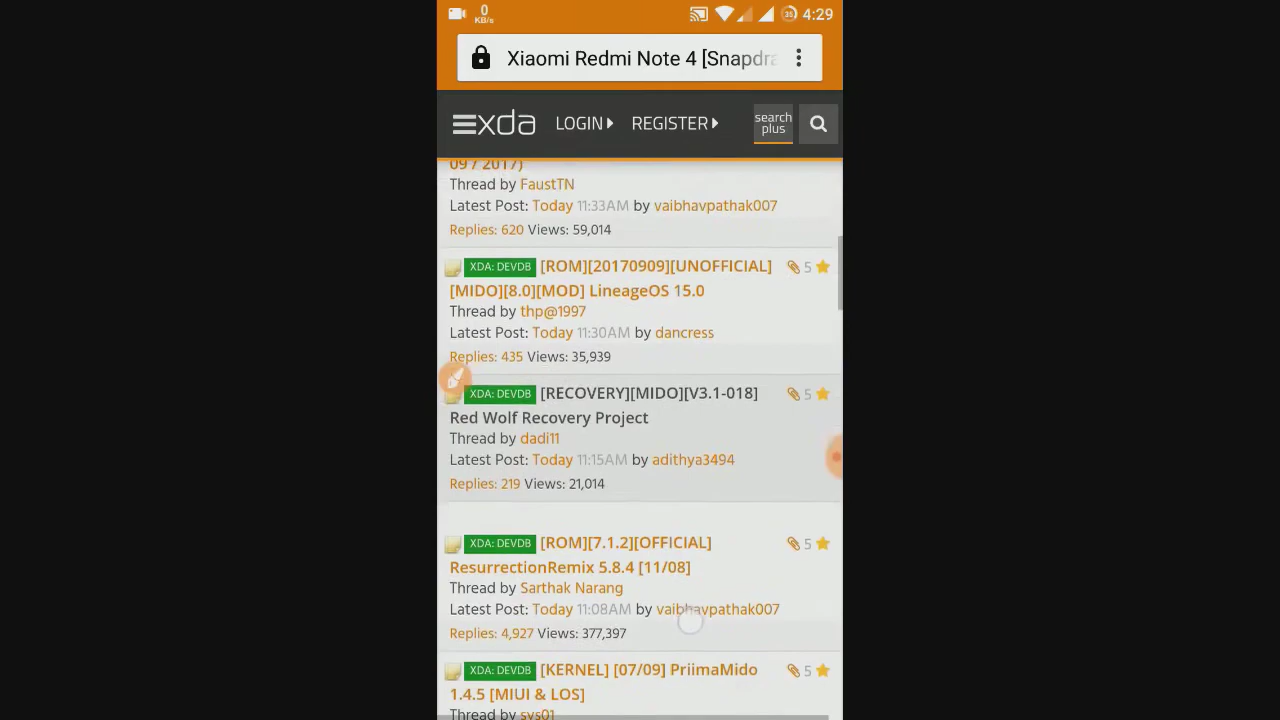 0
KB/s
35
4:29
Xiaomi Redmi Note 4 [Snapdra
xda LOGIN REGISTER search plus
09 / 2017)
Thread by FaustTN
Latest Post: Today 11:33AM by vaibhavpathak007
Replies: 620 Views: 59,014
XDA: DEVDB [ROM][20170909][UNOFFICIAL] 5
[MIDO][8.0][MOD] LineageOS 15.0
Thread by thp@1997
Latest Post: Today 11:30AM by dancress
Replies: 435 Views: 35,939
XDA: DEVDB [RECOVERY][MIDO][V3.1-018] 5
Red Wolf Recovery Project
Thread by dadi11
Latest Post: Today 11:15AM by adithya3494
Replies: 219 Views: 21,014
XDA: DEVDB [ROM][7.1.2][OFFICIAL] 5
ResurrectionRemix 5.8.4 [11/08]
Thread by Sarthak Narang
Latest Post: Today 11:08AM by vaibhavpathak007
Replies: 4,927 Views: 377,397
XDA: DEVDB [KERNEL] [07/09] PriimaMido 5
1.4.5 [MIUI & LOS]
Thread by sys01